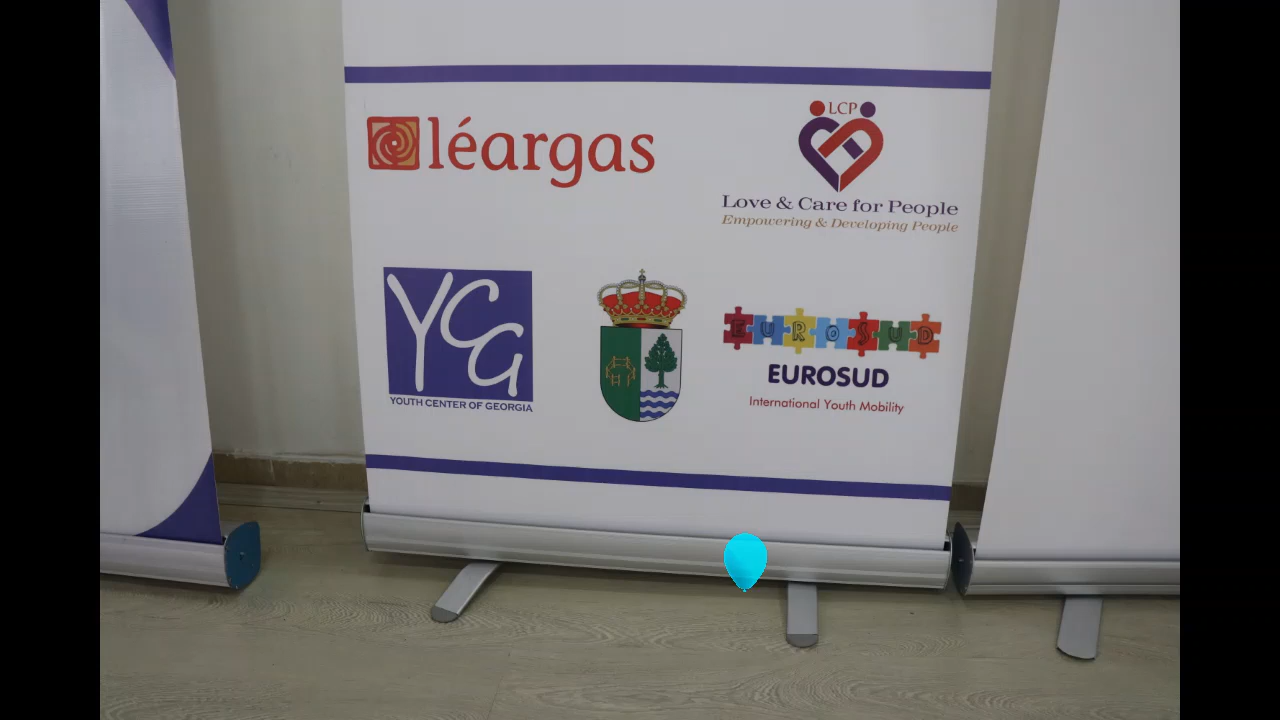 léargas
LCP
Love & Care for People
Empowering & Developing People
YCG
YOUTH CENTER OF GEORGIA
EUROSUD
EUROSUD
International Youth Mobility